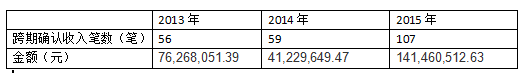 2013 年 2014 年 2015 年
跨期确认收入笔数（笔） 56 59 107
金额（元） 76,268,051.39 41,229,649.47 141,460,512.63